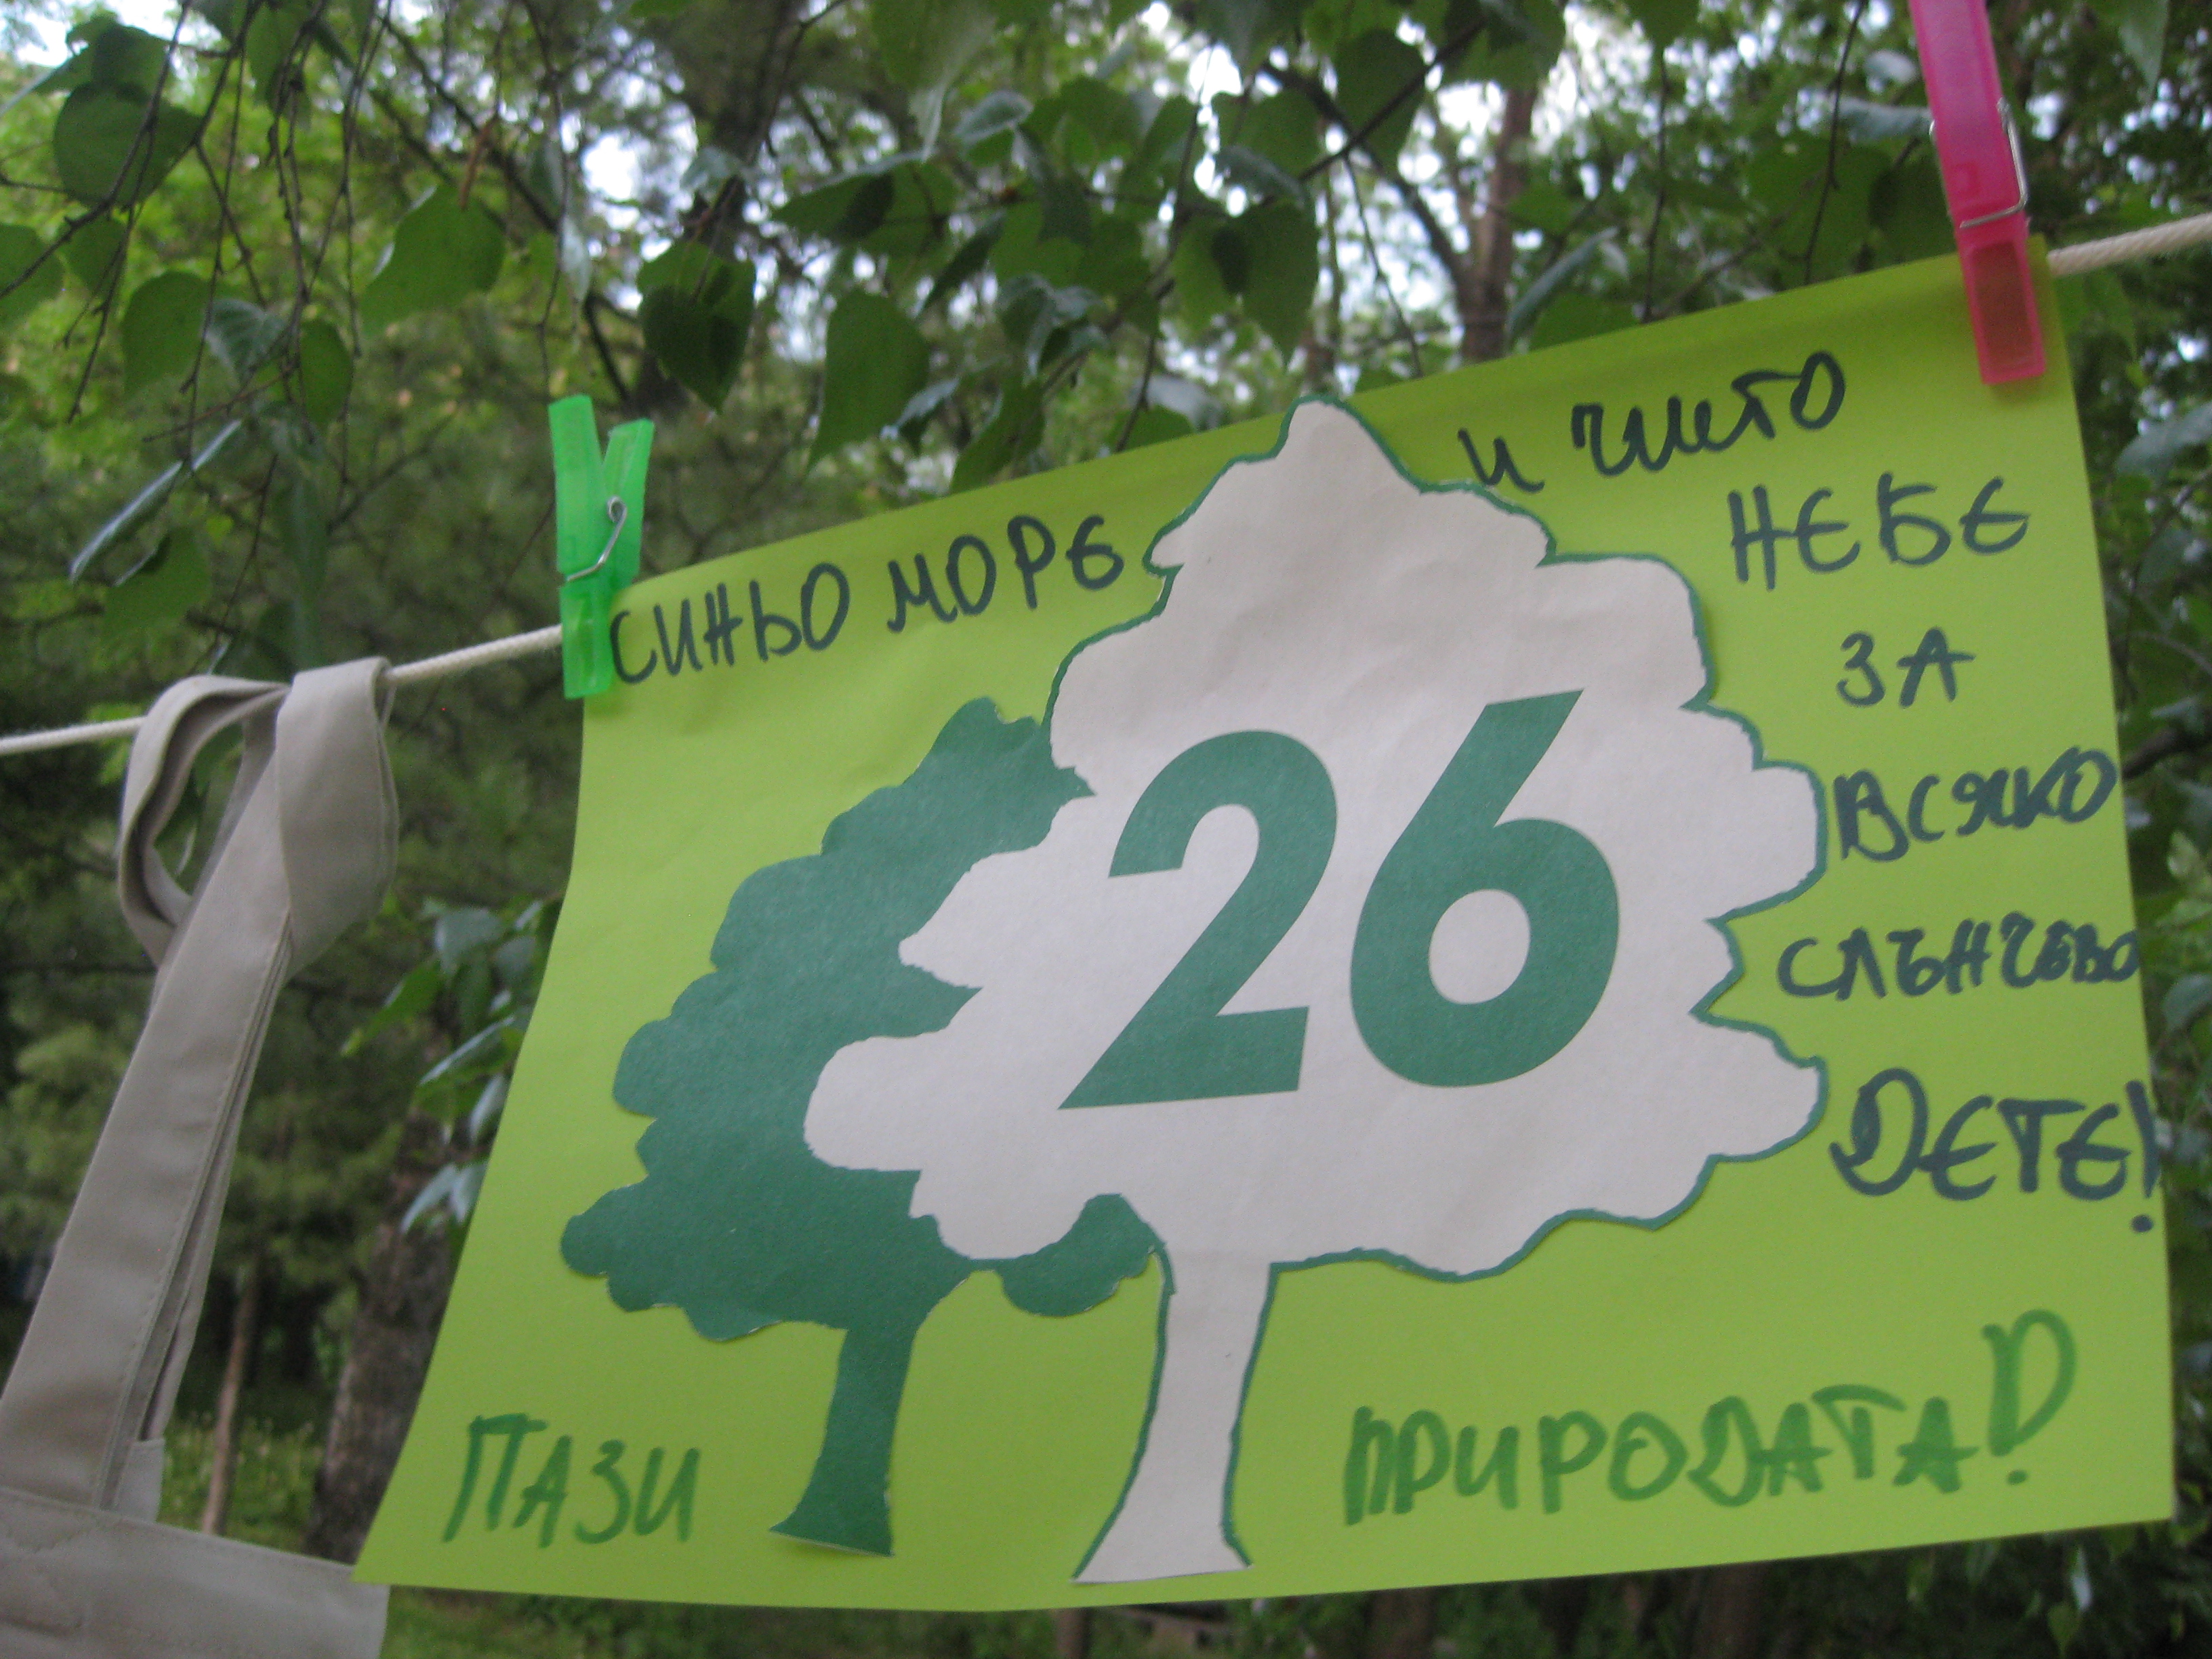 СИНЬО МОРЕ
И ЧИСТО
НЕБЕ
ЗА
ВСЯКО
СЛЪНЧЕВО
ДЕТЕ!
26
ПАЗИ ПРИРОДАТА!